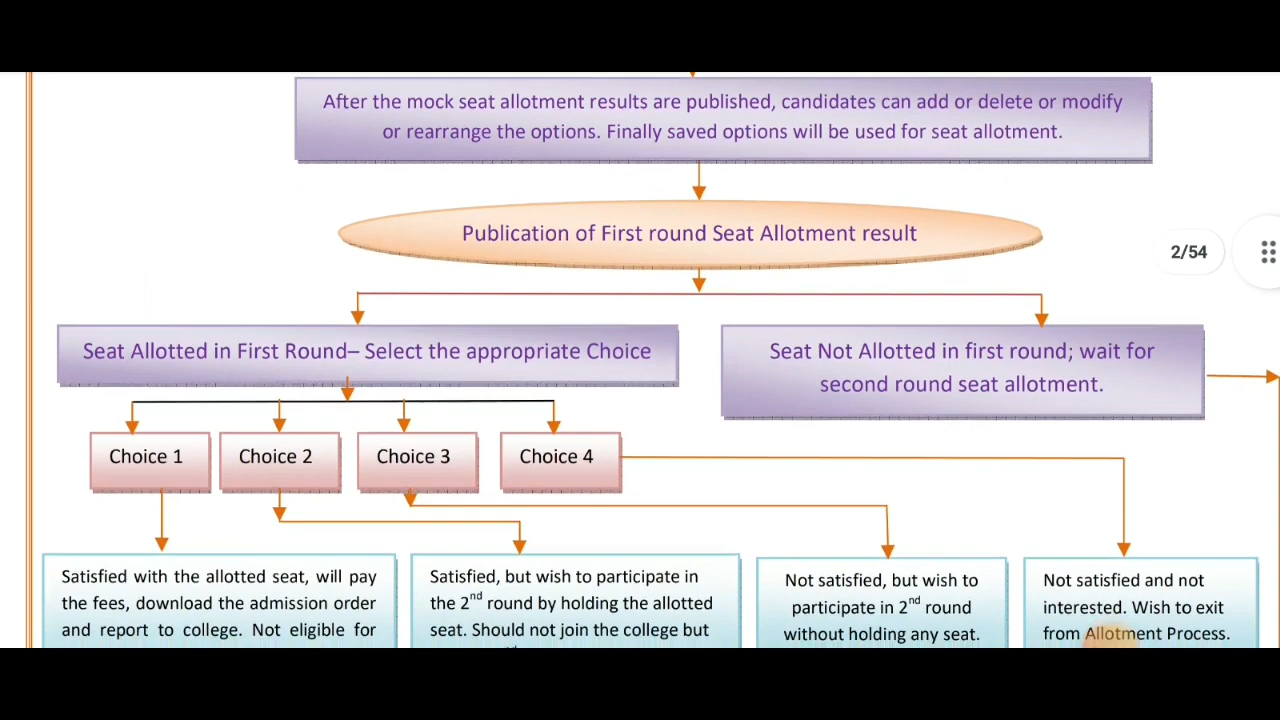 After the mock seat allotment results are published, candidates can add or delete or modify
or rearrange the options. Finally saved options will be used for seat allotment.
Publication of First round Seat Allotment result
2/54
Seat Allotted in First Round– Select the appropriate Choice
Seat Not Allotted in first round; wait for
second round seat allotment.
Choice 1
Choice 2
Choice 3
Choice 4
Satisfied with the allotted seat, will pay
the fees, download the admission order
and report to college. Not eligible for
Satisfied, but wish to participate in
the 2nd round by holding the allotted
seat. Should not join the college but
Not satisfied, but wish to
participate in 2nd round
without holding any seat.
Not satisfied and not
interested. Wish to exit
from Allotment Process.